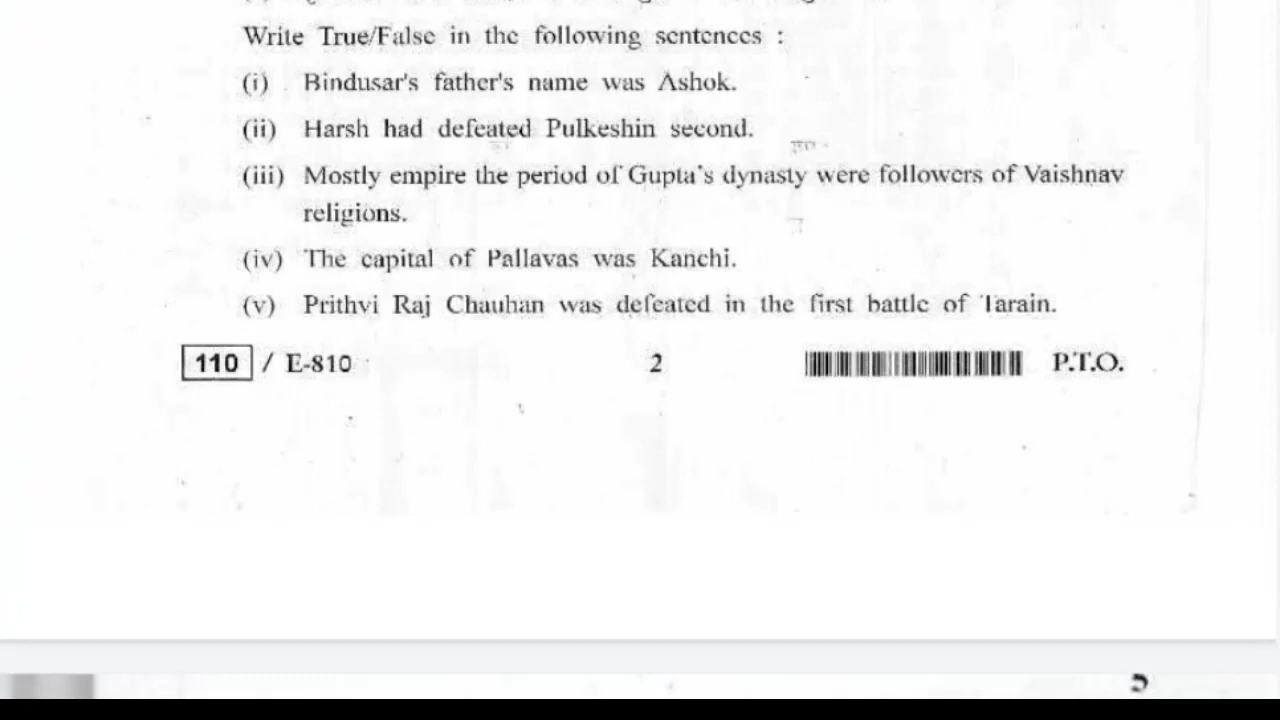 Write True/False in the following sentences :
(i) Bindusar's father's name was Ashok.
(ii) Harsh had defeated Pulkeshin second.
(iii) Mostly empire the period of Gupta's dynasty were followers of Vaishnav
religions.
(iv) The capital of Pallavas was Kanchi.
(v) Prithvi Raj Chauhan was defeated in the first battle of Tarain.
110 / E-810 2 P.T.O.